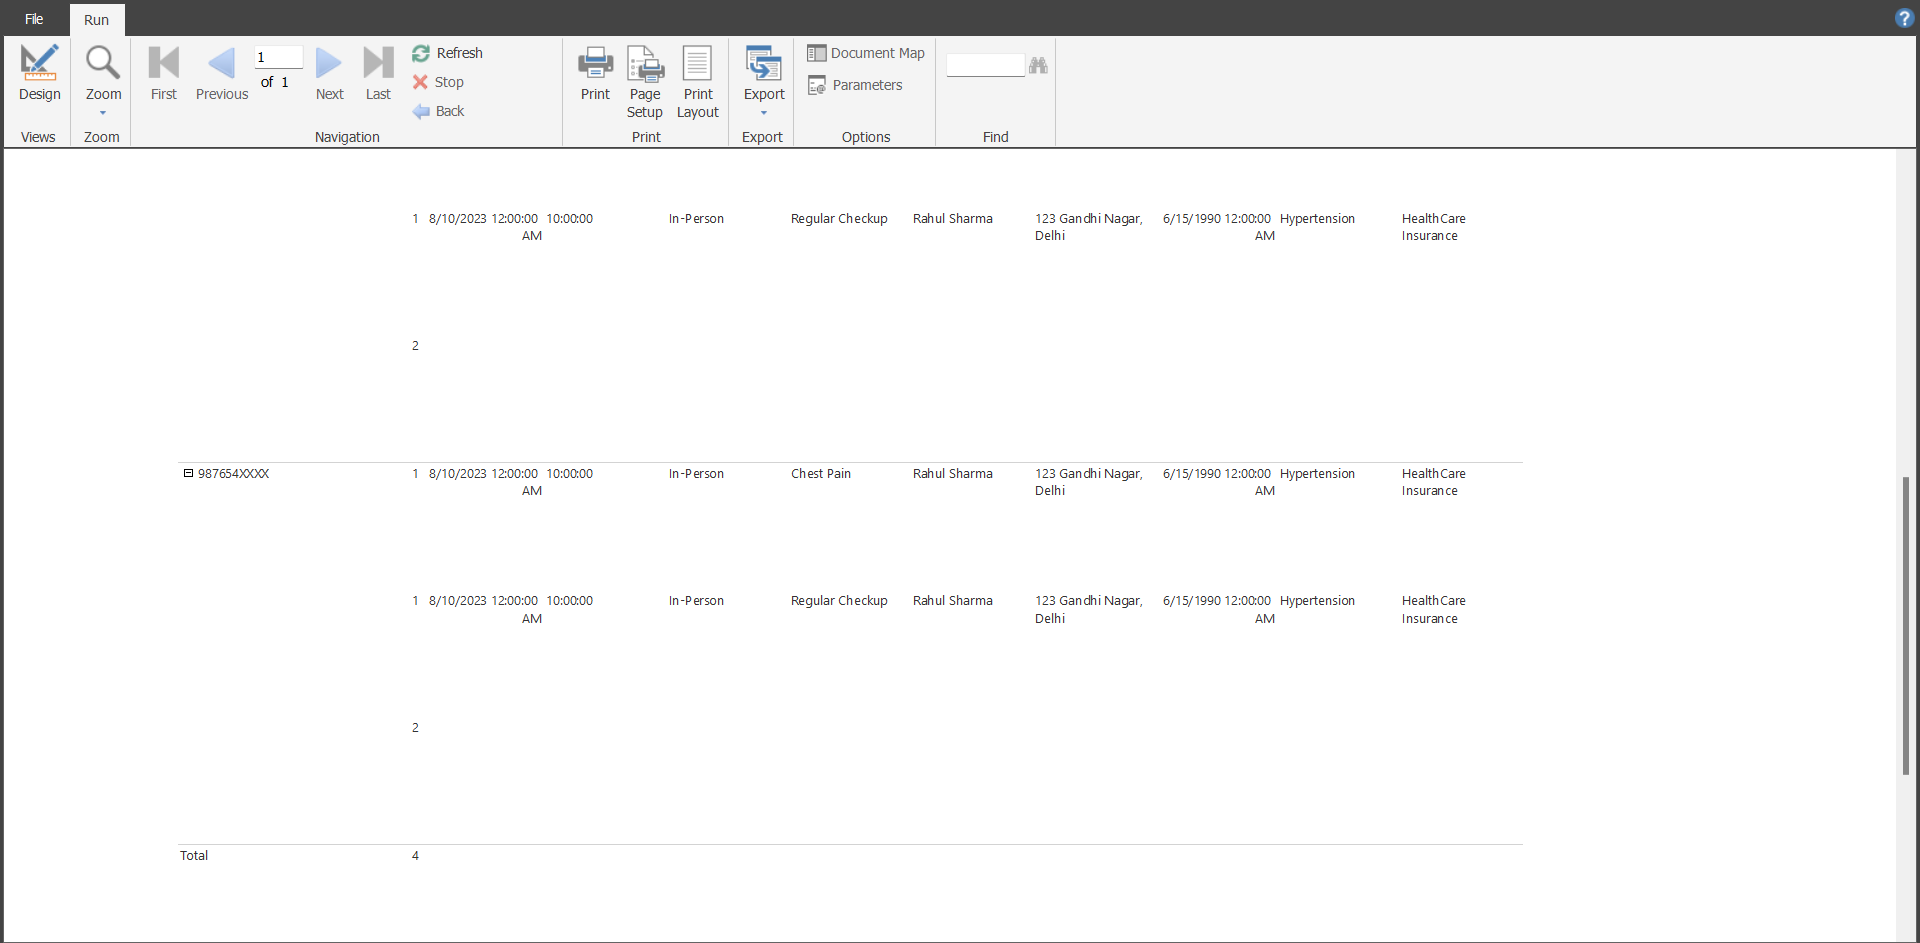 File
Run
Design
Views
Zoom
Zoom
First
Previous
1
of 1
Next
Last
Refresh
Stop
Back
Navigation
Print
Page
Setup
Print
Layout
Print
Export
Export
Document Map
Parameters
Options
Find
1 8/10/2023 12:00:00 10:00:00 In-Person Regular Checkup Rahul Sharma 123 Gandhi Nagar, 6/15/1990 12:00:00 Hypertension HealthCare
AM Delhi AM Insurance
2
987654XXXX 1 8/10/2023 12:00:00 10:00:00 In-Person Chest Pain Rahul Sharma 123 Gandhi Nagar, 6/15/1990 12:00:00 Hypertension HealthCare
AM Delhi AM Insurance
1 8/10/2023 12:00:00 10:00:00 In-Person Regular Checkup Rahul Sharma 123 Gandhi Nagar, 6/15/1990 12:00:00 Hypertension HealthCare
AM Delhi AM Insurance
2
Total 4